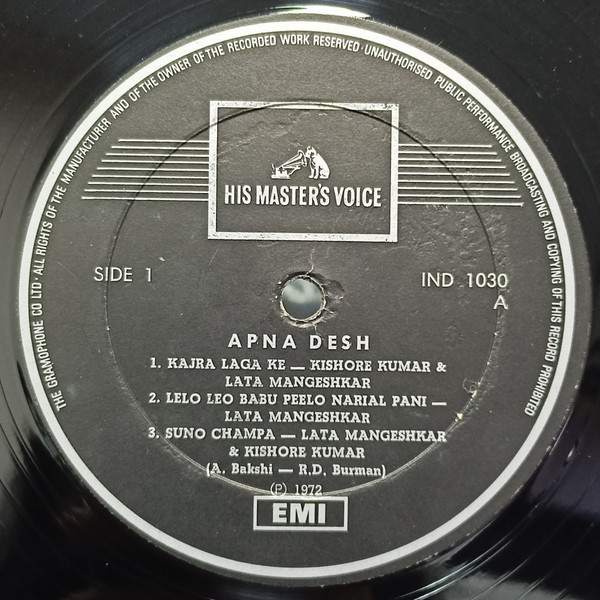 THE GRAMOPHONE CO LTD · ALL RIGHTS OF THE MANUFACTURER AND OF THE OWNER OF THE RECORDED WORK RESERVED · UNAUTHORISED PUBLIC PERFORMANCE BROADCASTING AND COPYING OF THIS RECORD PROHIBITED
HIS MASTER'S VOICE
SIDE 1
IND 1030
A
APNA DESH
1. KAJRA LAGA KE — KISHORE KUMAR &
LATA MANGESHKAR
2. LELO LEO BABU PEELO NARIAL PANI —
LATA MANGESHKAR
3. SUNO CHAMPA — LATA MANGESHKAR
& KISHORE KUMAR
(A. Bakshi — R.D. Burman)
Ⓟ 1972
EMI